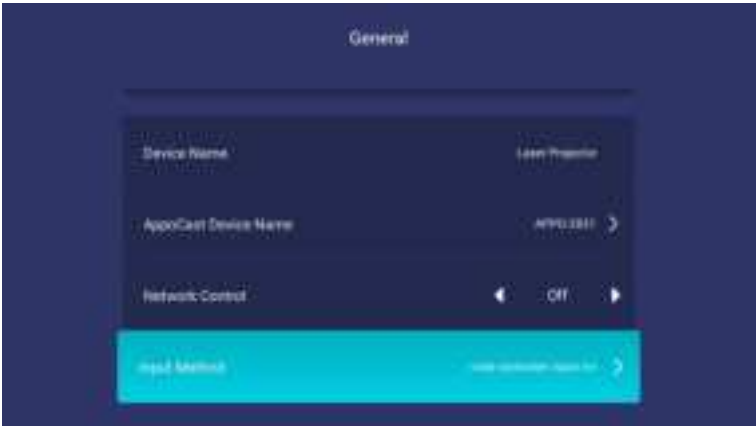 General
Device Name
Laser Projector
AppoCast Device Name
Network Control
Off
Input Method